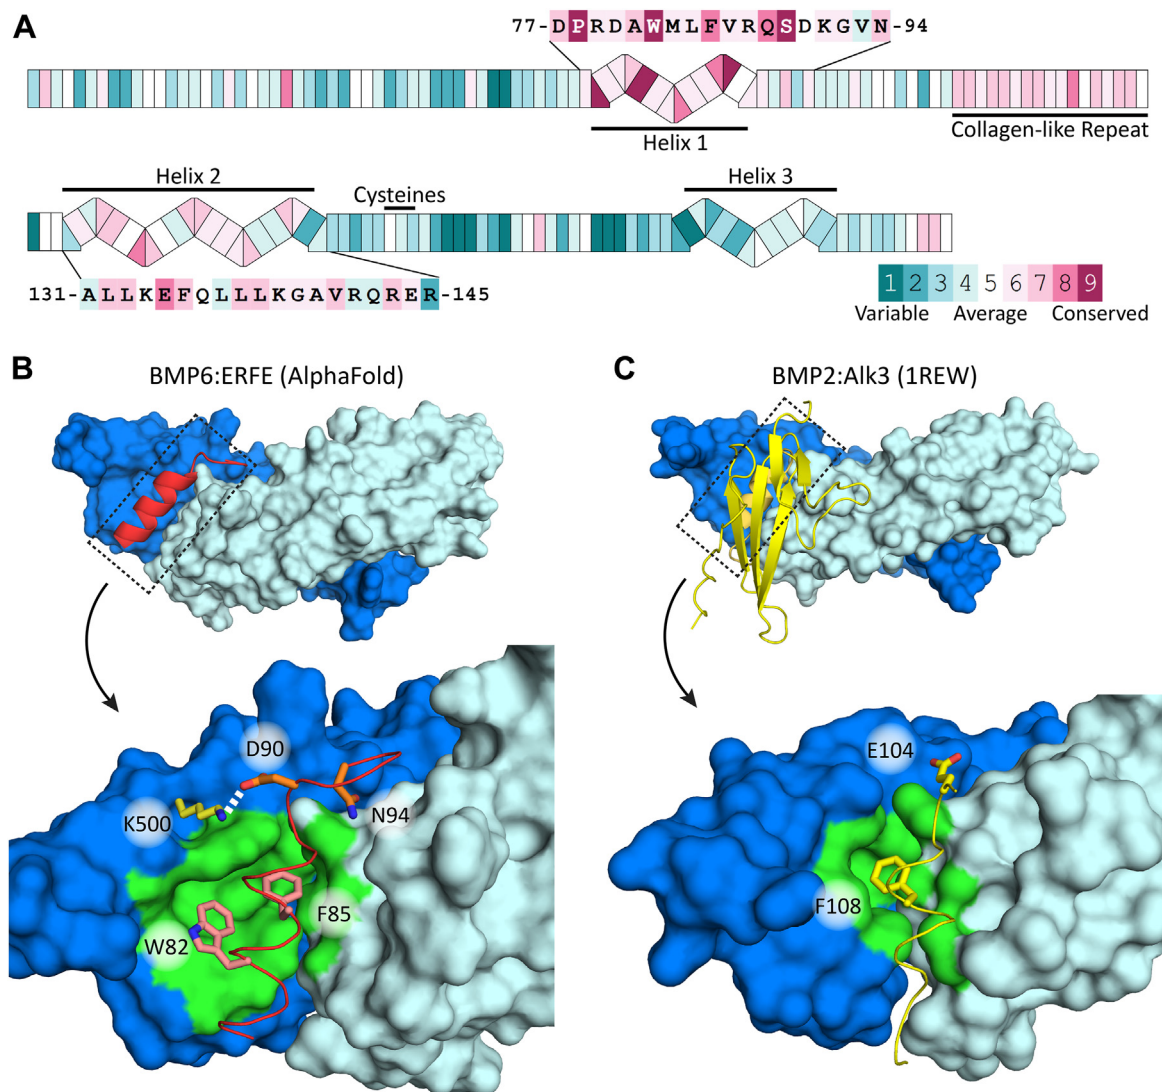 A
77-DPRDAWMLFVRQSDKGVN-94
Helix 1
Collagen-like Repeat
Helix 2
Cysteines
Helix 3
131-ALLKEFQLLLKGAVRQRER-145
1 2 3 4 5 6 7 8 9
Variable Average Conserved
B
BMP6:ERFE (AlphaFold)
D90
K500
N94
F85
W82
C
BMP2:Alk3 (1REW)
E104
F108